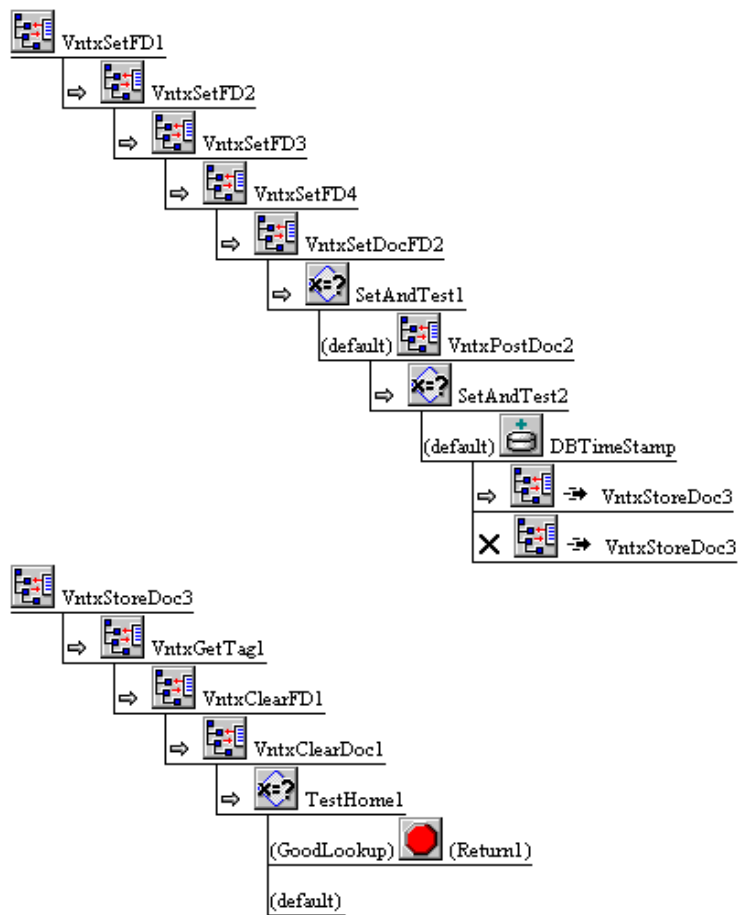 VntxSetFD1
VntxSetFD2
VntxSetFD3
VntxSetFD4
VntxSetDocFD2
x=? SetAndTest1
(default) VntxPostDoc2
x=? SetAndTest2
(default) DBTimeStamp
VntxStoreDoc3
VntxStoreDoc3
VntxStoreDoc3
VntxGetTag1
VntxClearFD1
VntxClearDoc1
x=? TestHome1
(GoodLookup) (Return1)
(default)